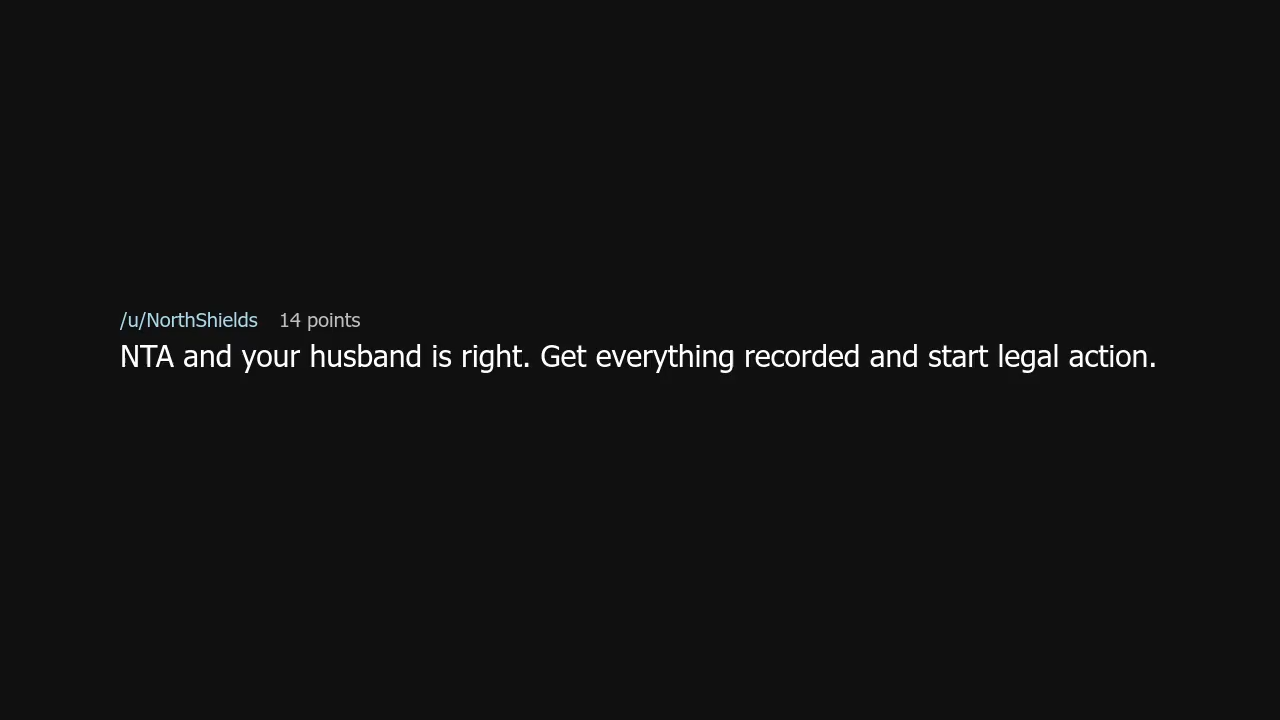 /u/NorthShields 14 points
NTA and your husband is right. Get everything recorded and start legal action.